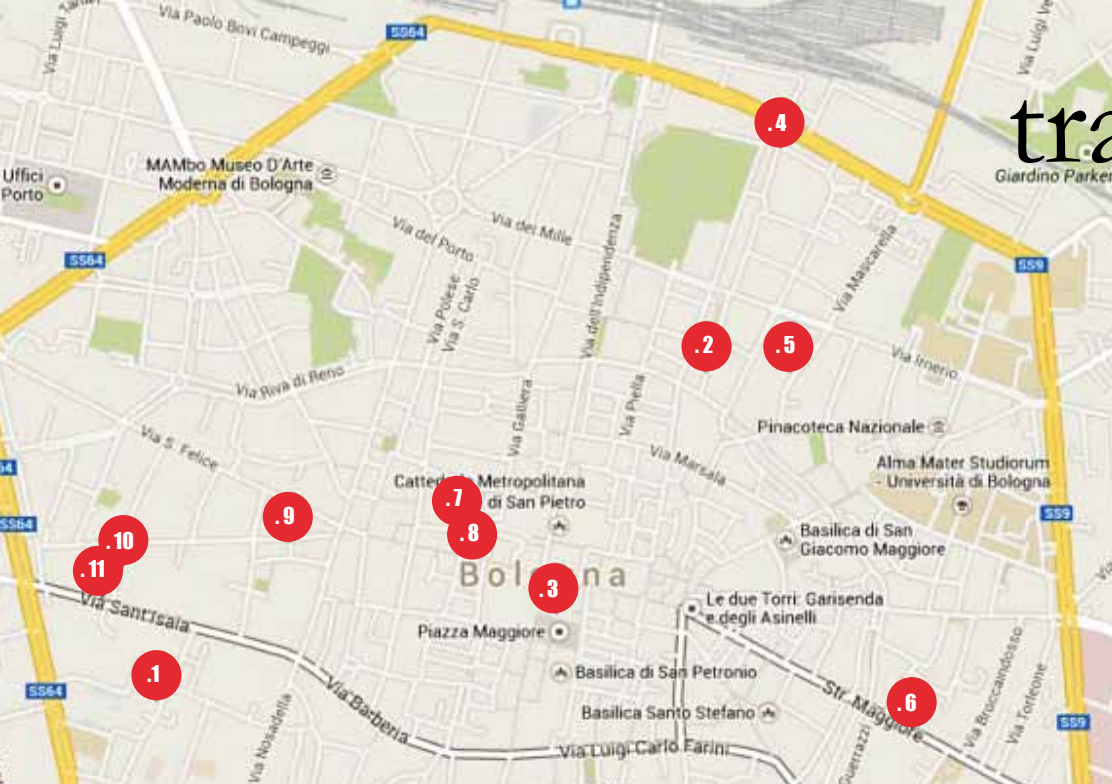 Via Paolo Bovi Campeggi
SS64
.4
tra
Giardino Parker
MAMbo Museo D'Arte
Moderna di Bologna
Uffici
Porto
SS64
Via del Porto
Via dei Mille
Via dell'Indipendenza
Via Mascarella
SS9
Via Polese
Via S. Carlo
.2
.5
Via Irnerio
Via Riva di Reno
Via Galliera
Via Piella
Pinacoteca Nazionale
Via S. Felice
Via Marsala
Alma Mater Studiorum
- Università di Bologna
64
Metropolitana
di San Pietro
.7
.8
.9
SS64
SS9
.10
.11
Basilica di San
Giacomo Maggiore
.3
Via Sant'Isaia
Le due Torri: Garisenda
e degli Asinelli
Piazza Maggiore
Basilica di San Petronio
.1
SS64
Via Nosadella
Via Barberia
Basilica Santo Stefano
Str. Maggiore
.6
Via Broccaindosso
Via Torleone
SS9
Via Luigi Carlo Farini
Guerrazzi